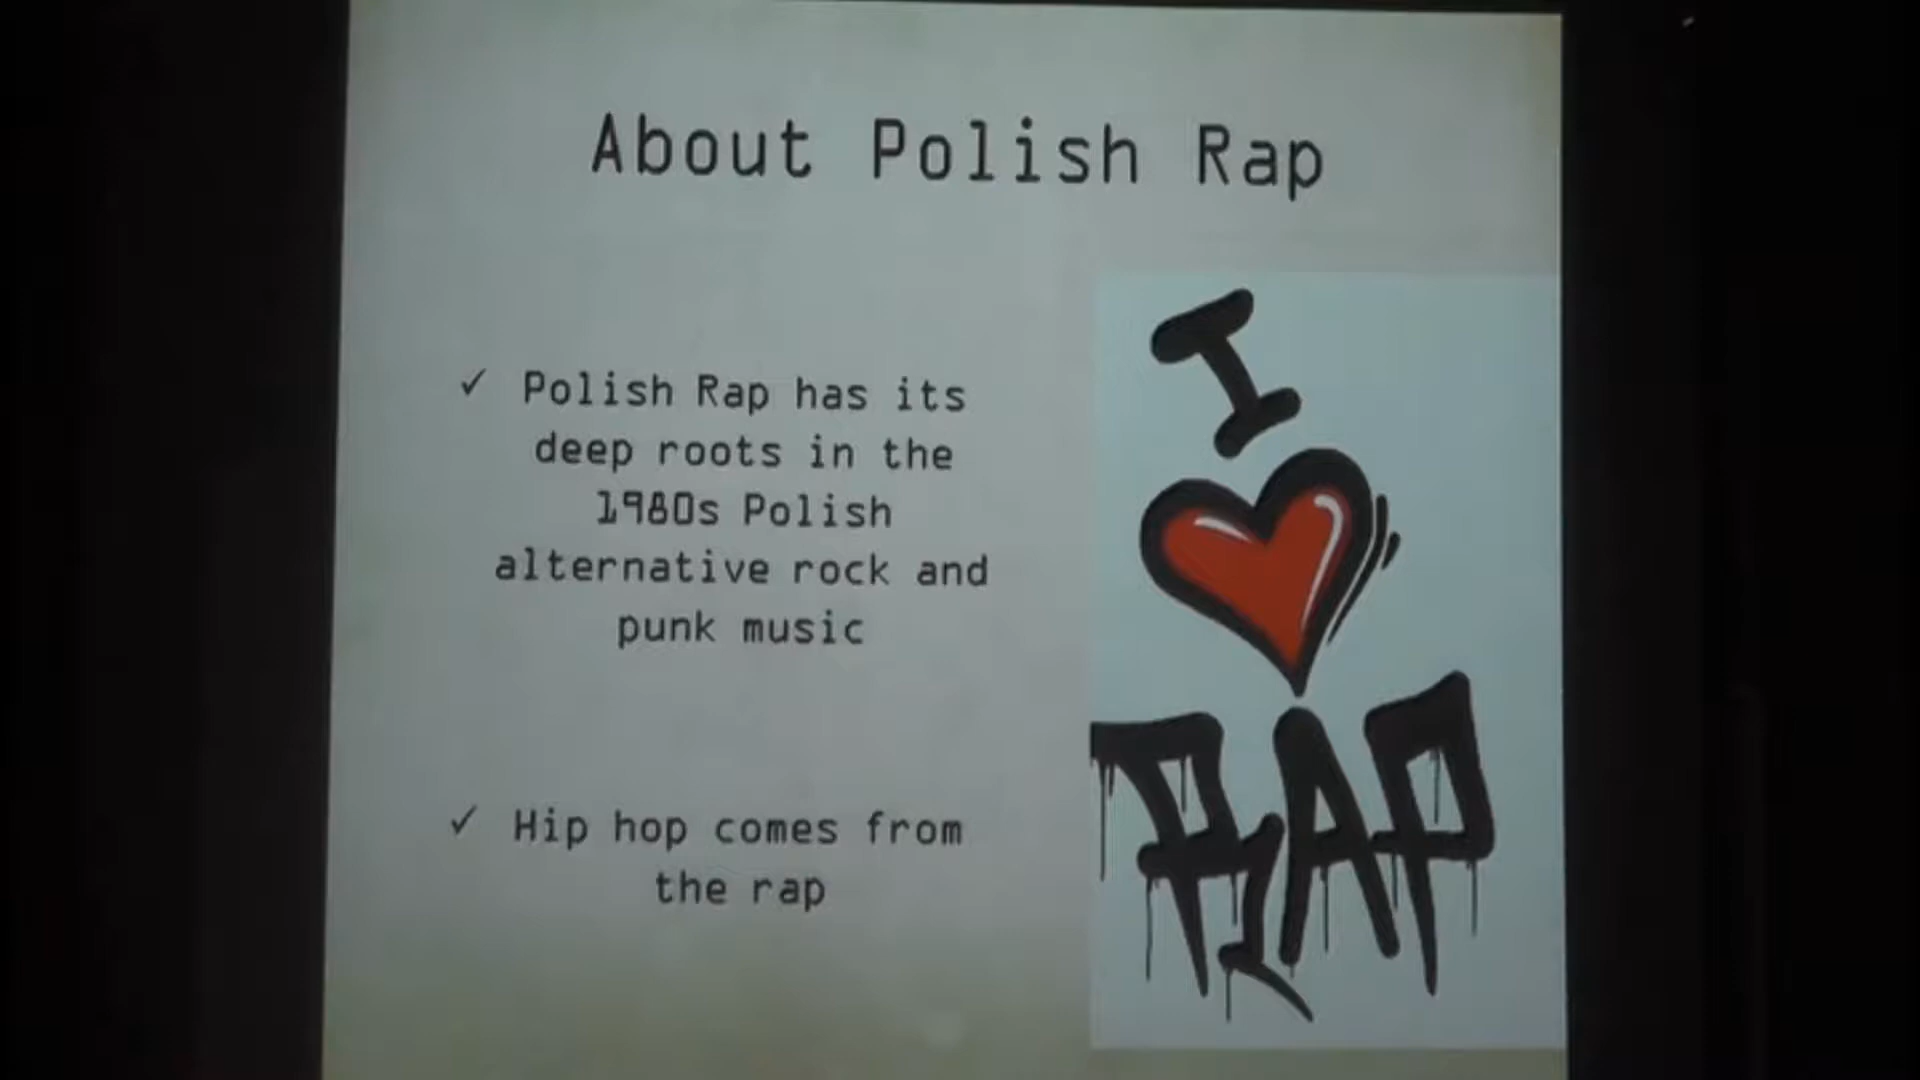 About Polish Rap
✓ Polish Rap has its
deep roots in the
1980s Polish
alternative rock and
punk music
✓ Hip hop comes from
the rap
I
RAP